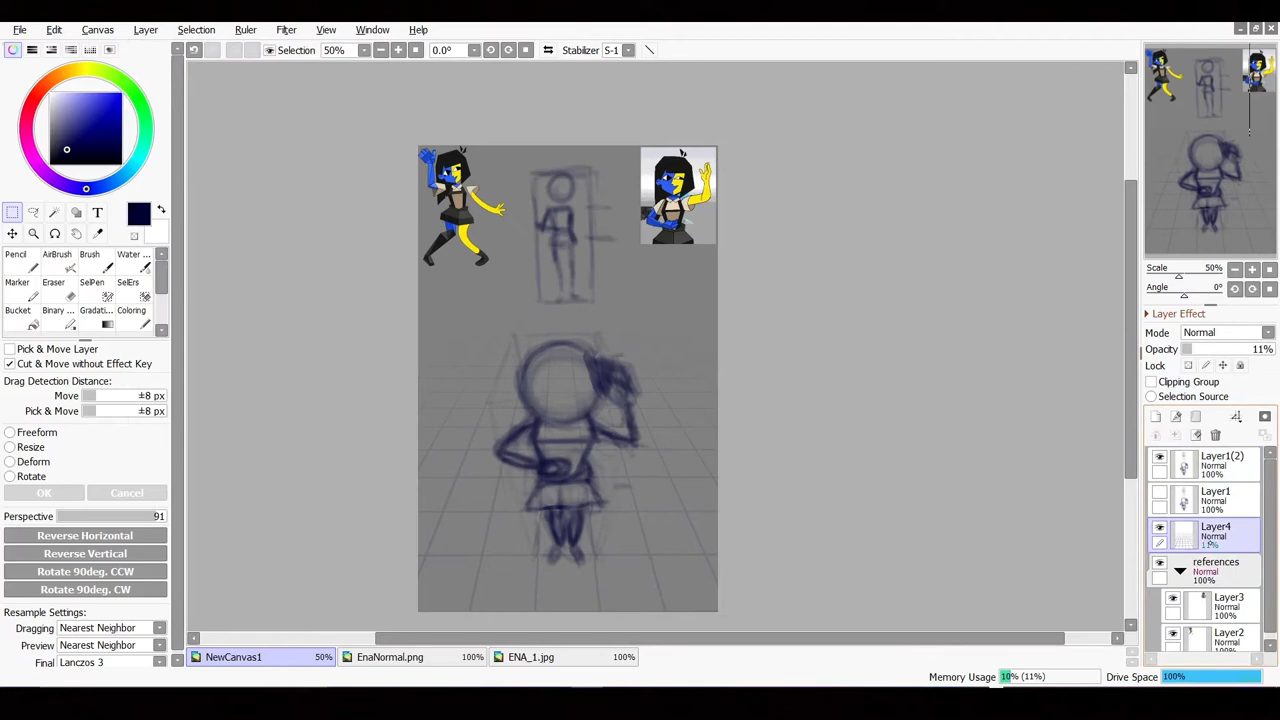 File Edit Canvas Layer Selection Ruler Filter View Window Help
Selection 50% 0.0° Stabilizer S-1
Pencil AirBrush Brush Water ...
Marker Eraser SelPen SelErs
Bucket Binary ... Gradati... Coloring
Pick & Move Layer
Cut & Move without Effect Key
Drag Detection Distance:
Move ±8 px
Pick & Move ±8 px
Freeform
Resize
Deform
Rotate
OK Cancel
Perspective 91
Reverse Horizontal
Reverse Vertical
Rotate 90deg. CCW
Rotate 90deg. CW
Resample Settings:
Dragging Nearest Neighbor
Preview Nearest Neighbor
Final Lanczos 3
Scale 50%
Angle 0°
Layer Effect
Mode Normal
Opacity 11%
Lock
Clipping Group
Selection Source
Layer1(2)
Normal
100%
Layer1
Normal
100%
Layer4
Normal
11%
references
Normal
100%
Layer3
Normal
100%
Layer2
Normal
NewCanvas1 50% EnaNormal.png 100% ENA_1.jpg 100%
Memory Usage 10% (11%) Drive Space 100%